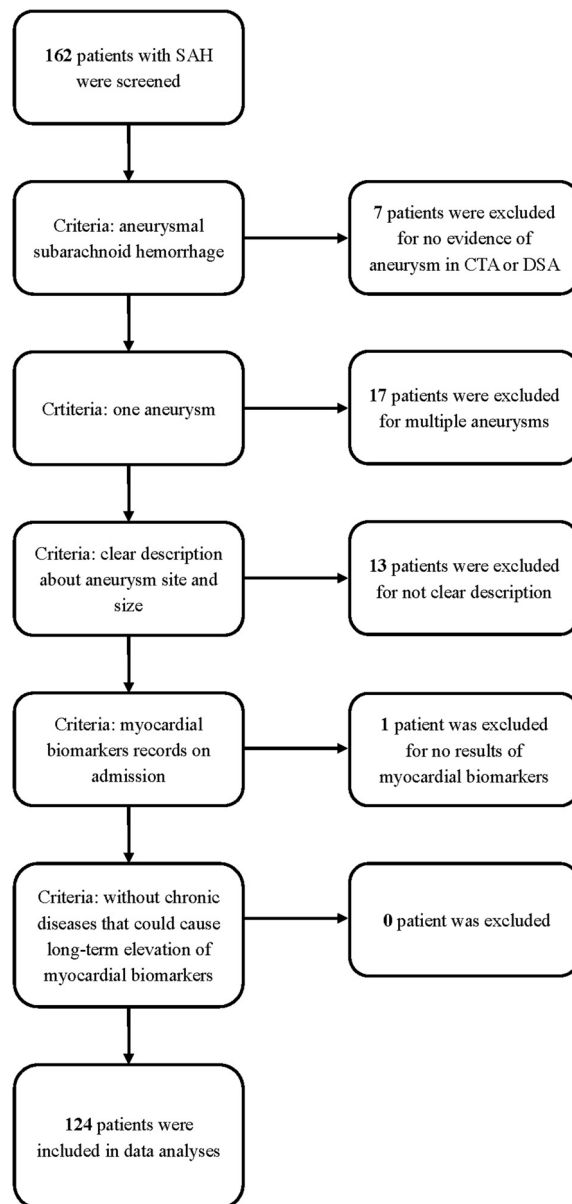 162 patients with SAH
were screened
Criteria: aneurysmal
subarachnoid hemorrhage
7 patients were excluded
for no evidence of
aneurysm in CTA or DSA
Crtiteria: one aneurysm
17 patients were excluded
for multiple aneurysms
Criteria: clear description
about aneurysm site and
size
13 patients were excluded
for not clear description
Criteria: myocardial
biomarkers records on
admission
1 patient was excluded
for no results of
myocardial biomarkers
Criteria: without chronic
diseases that could cause
long-term elevation of
myocardial biomarkers
0 patient was excluded
124 patients were
included in data analyses